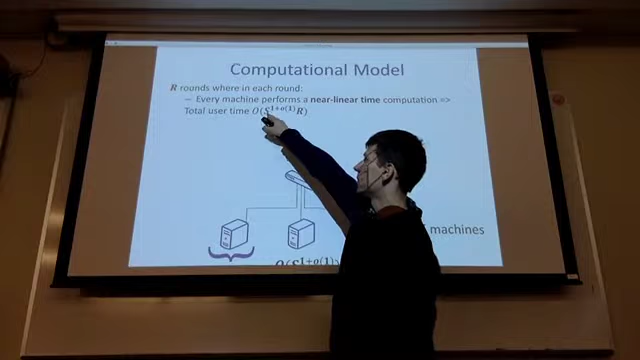 Computational Model
R rounds where in each round:
– Every machine performs a near-linear time computation =>
Total user time O(S^{1+o(1)}R)
machines